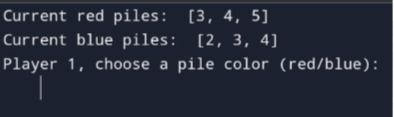 Current red piles:  [3, 4, 5]
Current blue piles:  [2, 3, 4]
Player 1, choose a pile color (red/blue):